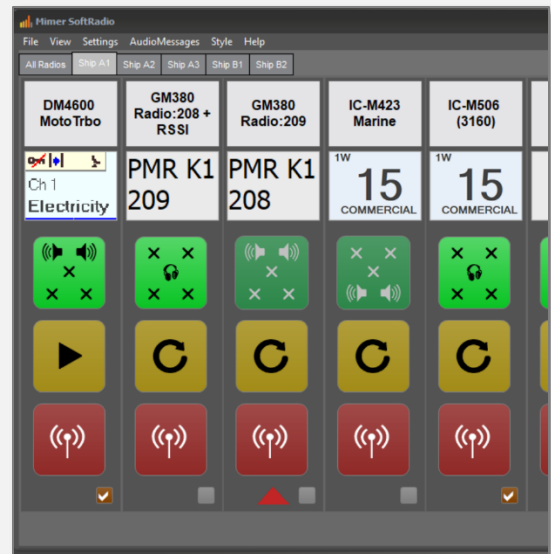 Mimer SoftRadio
File View Settings AudioMessages Style Help
All Radios Ship A1 Ship A2 Ship A3 Ship B1 Ship B2
DM4600
MotoTrbo
GM380
Radio:208 +
RSSI
GM380
Radio:209
IC-M423
Marine
IC-M506
(3160)
Ch 1
Electricity
PMR K1
209
PMR K1
208
1W
15
COMMERCIAL
1W
15
COMMERCIAL